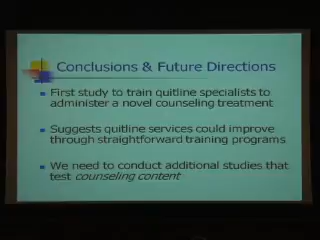 Conclusions & Future Directions
First study to train quitline specialists to
administer a novel counseling treatment
Suggests quitline services could improve
through straightforward training programs
We need to conduct additional studies that
test counseling content